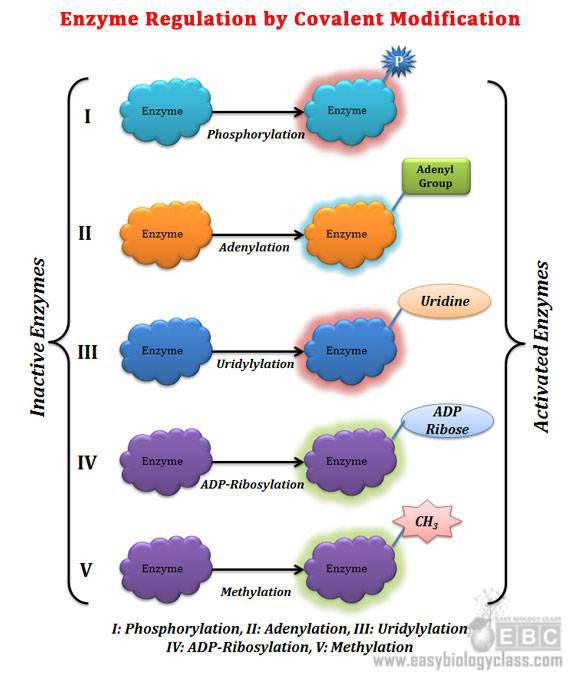 Enzyme Regulation by Covalent Modification
P
I
Enzyme
Enzyme
Phosphorylation
Adenyl
Group
II
Enzyme
Enzyme
Adenylation
Uridine
III
Enzyme
Enzyme
Uridylylation
ADP
Ribose
IV
Enzyme
Enzyme
ADP-Ribosylation
CH₃
V
Enzyme
Enzyme
Methylation
Inactive Enzymes
Activated Enzymes
I: Phosphorylation, II: Adenylation, III: Uridylylation,
IV: ADP-Ribosylation, V: Methylation
EASY BIOLOGY CLASS
EBC
www.easybiologyclass.com